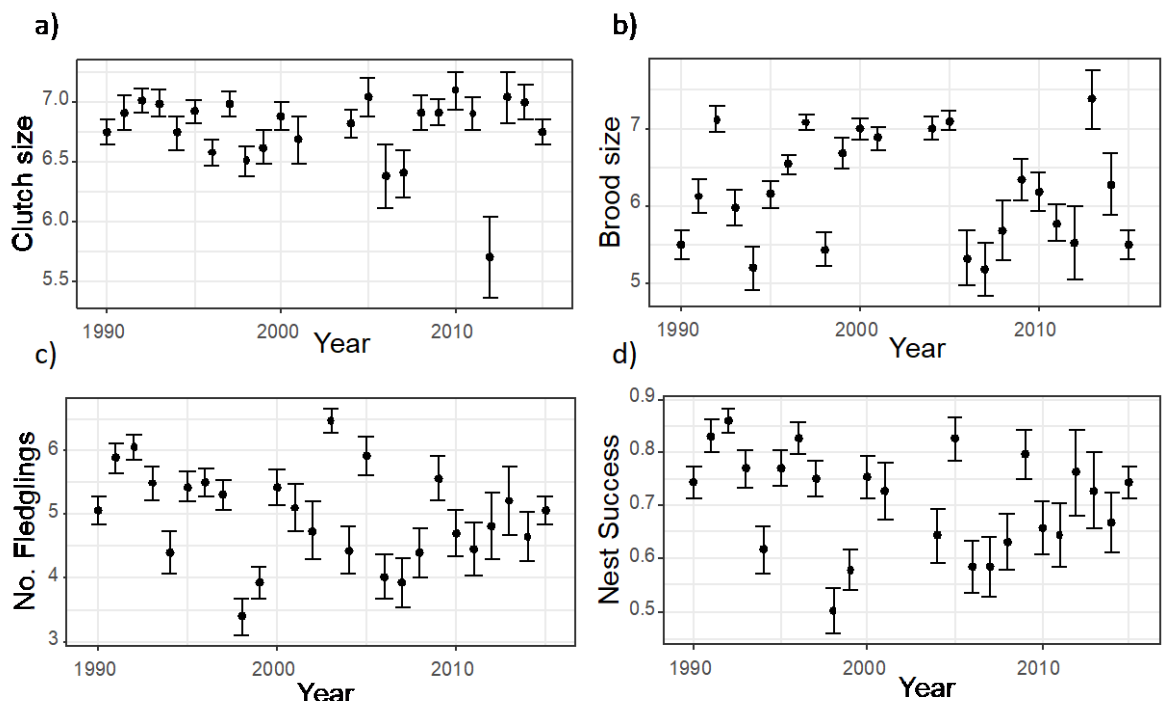 a)
Clutch size
7.0
6.5
6.0
5.5
1990 2000 2010
Year
b)
Brood size
7
6
5
1990 2000 2010
Year
c)
No. Fledglings
6
5
4
3
1990 2000 2010
Year
d)
Nest Success
0.9
0.8
0.7
0.6
0.5
1990 2000 2010
Year